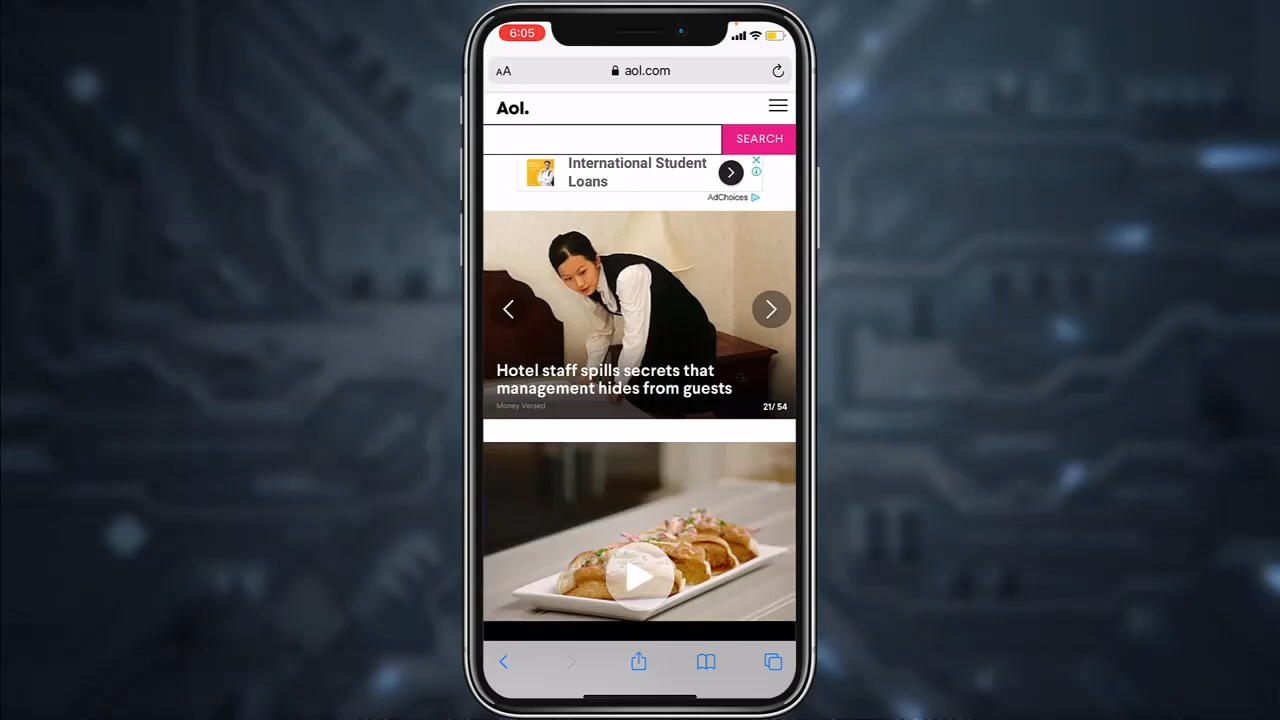 6:05
AA
aol.com
Aol.
SEARCH
International Student
Loans
AdChoices
Hotel staff spills secrets that
management hides from guests
Money Versed
21/ 54